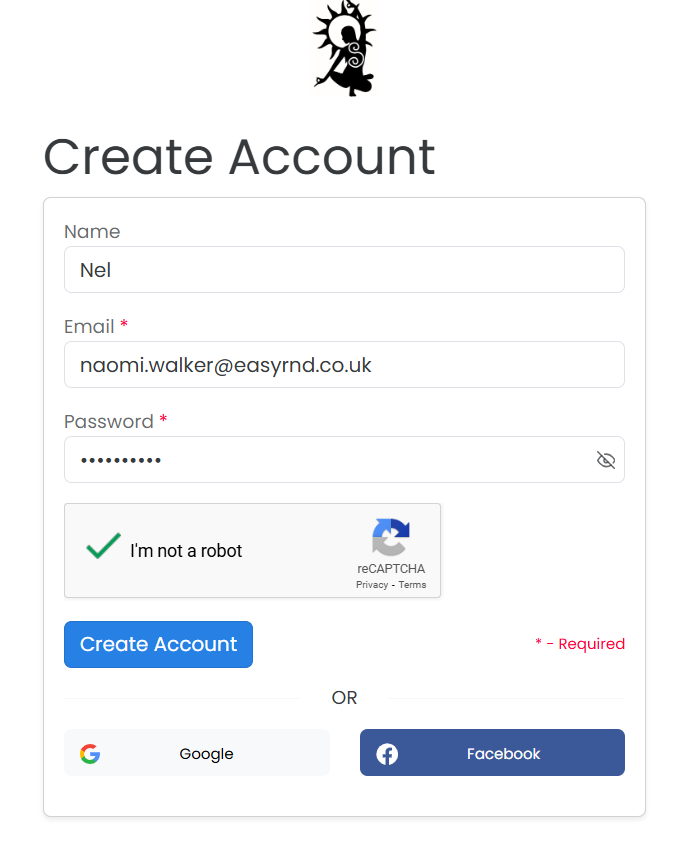 Create Account
Name
Nel
Email *
naomi.walker@easyrnd.co.uk
Password *
••••••••••
I'm not a robot
reCAPTCHA
Privacy - Terms
Create Account
* - Required
OR
Google
Facebook